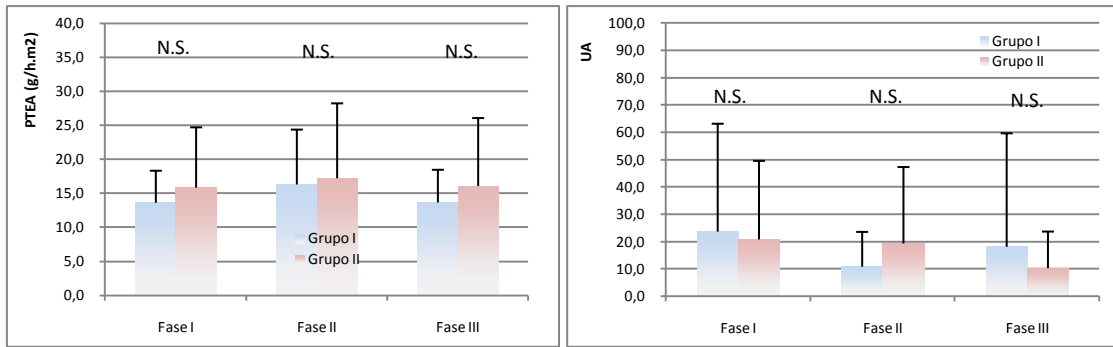 PTEA (g/h.m2)
40,0
35,0
30,0
25,0
20,0
15,0
10,0
5,0
0,0
N.S.
N.S.
N.S.
Grupo I
Grupo II
Fase I
Fase II
Fase III
UA
100,0
90,0
80,0
70,0
60,0
50,0
40,0
30,0
20,0
10,0
0,0
Grupo I
Grupo II
N.S.
N.S.
N.S.
Fase I
Fase II
Fase III